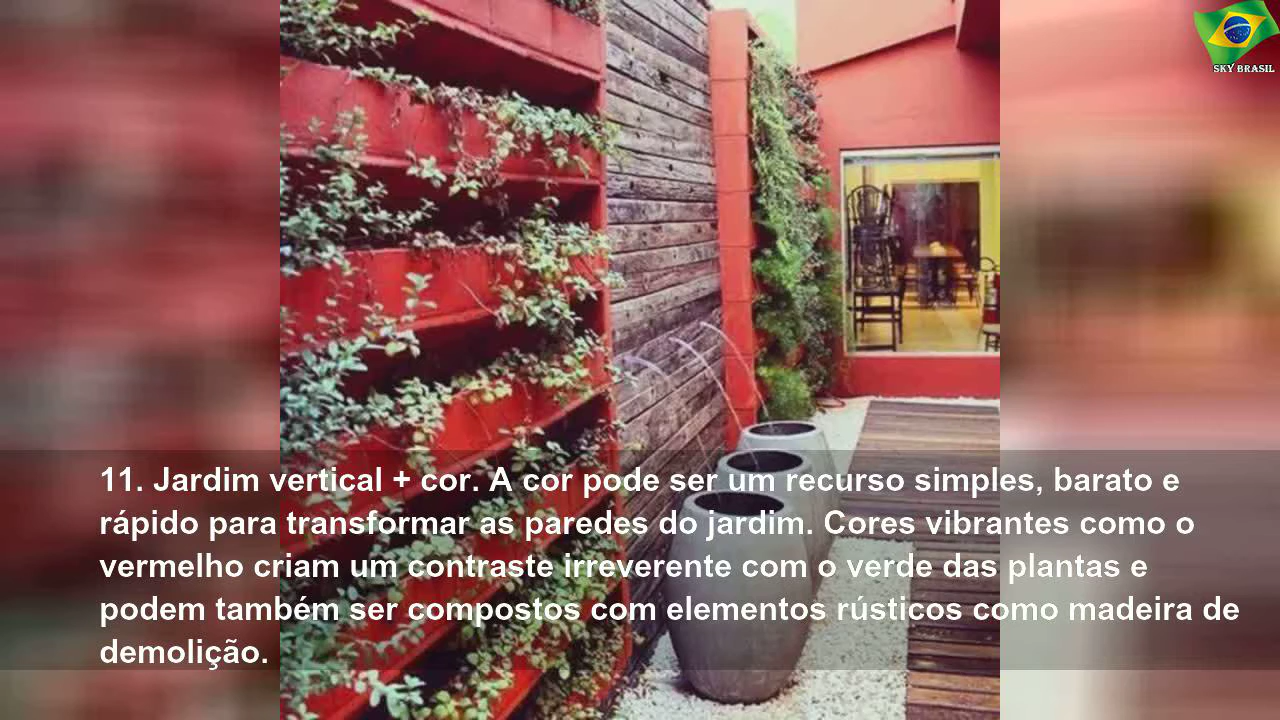 SKY BRASIL
11. Jardim vertical + cor. A cor pode ser um recurso simples, barato e
rápido para transformar as paredes do jardim. Cores vibrantes como o
vermelho criam um contraste irreverente com o verde das plantas e
podem também ser compostos com elementos rústicos como madeira de
demolição.